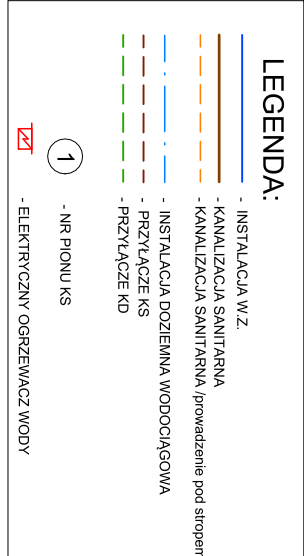 LEGENDA:
- INSTALACJA W.Z.
- KANALIZACJA SANITARNA
- KANALIZACJA SANITARNA /prowadzenie pod stropem
- INSTALACJA DOZIEMNA WODOCIĄGOWA
- PRZYŁĄCZE KS
- PRZYŁĄCZE KD
1 - NR PIONU KS
- ELEKTRYCZNY OGRZEWACZ WODY